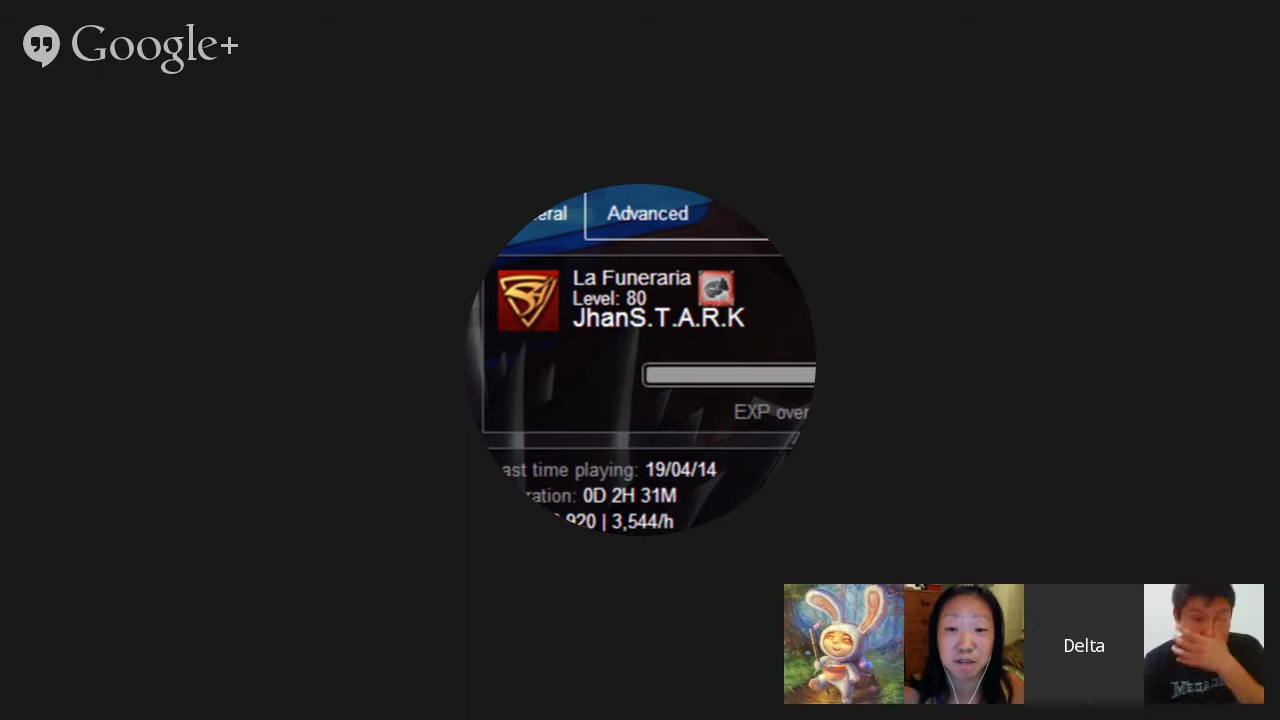 Google+
Advanced
La Funeraria
Level: 80
JhanS.T.A.R.K
EXP over
time playing: 19/04/14
0D 2H 31M
920 | 3,544/h
Delta